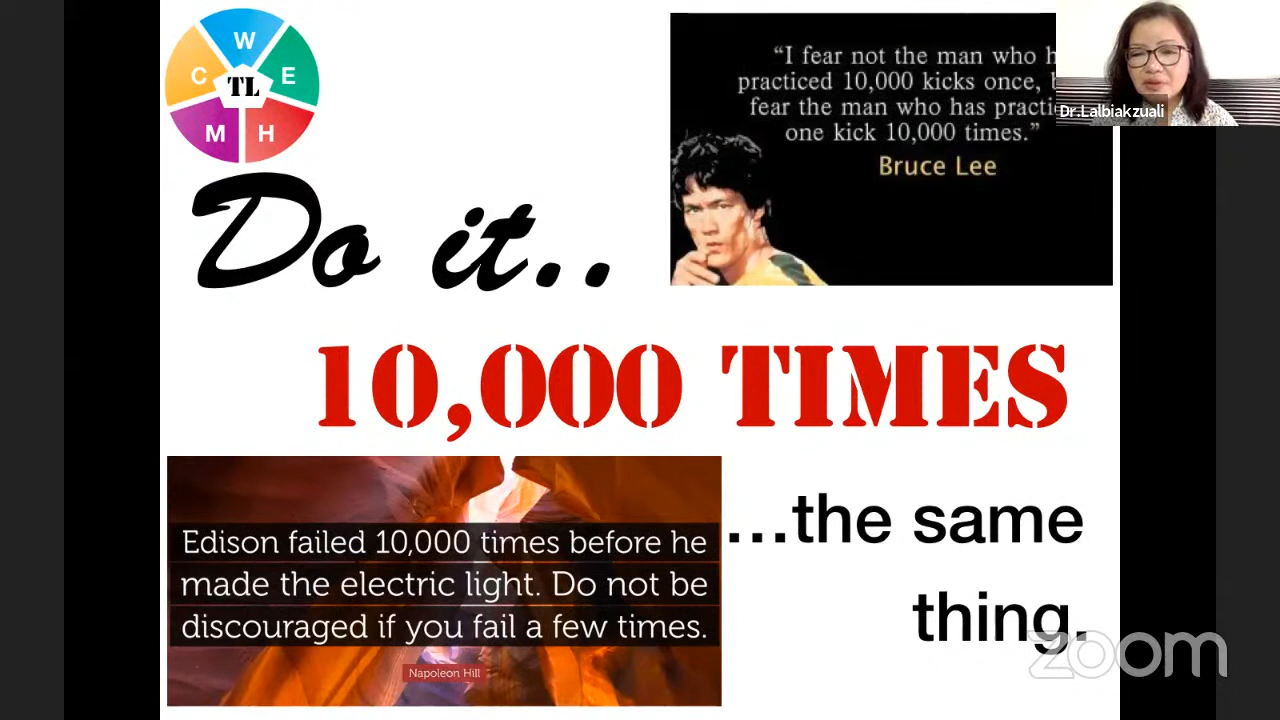 W
C
E
TL
M
H
“I fear not the man who h
practiced 10,000 kicks once, b
fear the man who has practi
one kick 10,000 times.”
Bruce Lee
Dr.Lalbiakzuali
Do it..
10,000 TIMES
Edison failed 10,000 times before he
made the electric light. Do not be
discouraged if you fail a few times.
Napoleon Hill
...the same
thing.
zoom